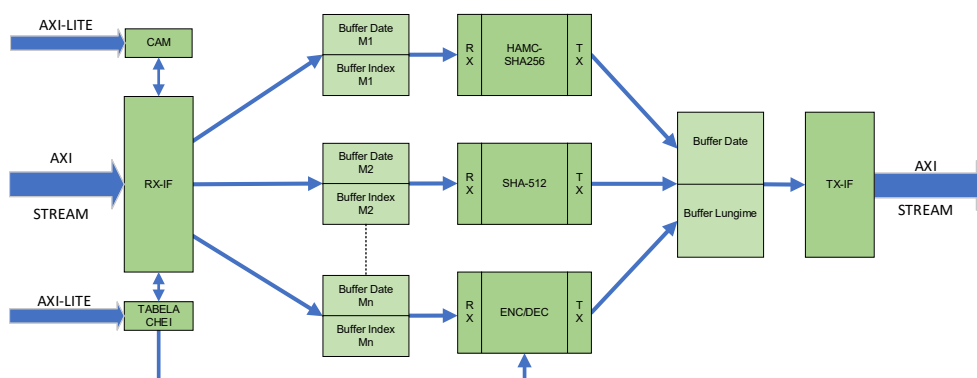 AXI-LITE
CAM
AXI
STREAM
RX-IF
AXI-LITE
TABELA
CHEI
Buffer Date
M1
Buffer Index
M1
Buffer Date
M2
Buffer Index
M2
Buffer Date
Mn
Buffer Index
Mn
R
X
HAMC-
SHA256
T
X
R
X
SHA-512
T
X
R
X
ENC/DEC
T
X
Buffer Date
Buffer Lungime
TX-IF
AXI
STREAM